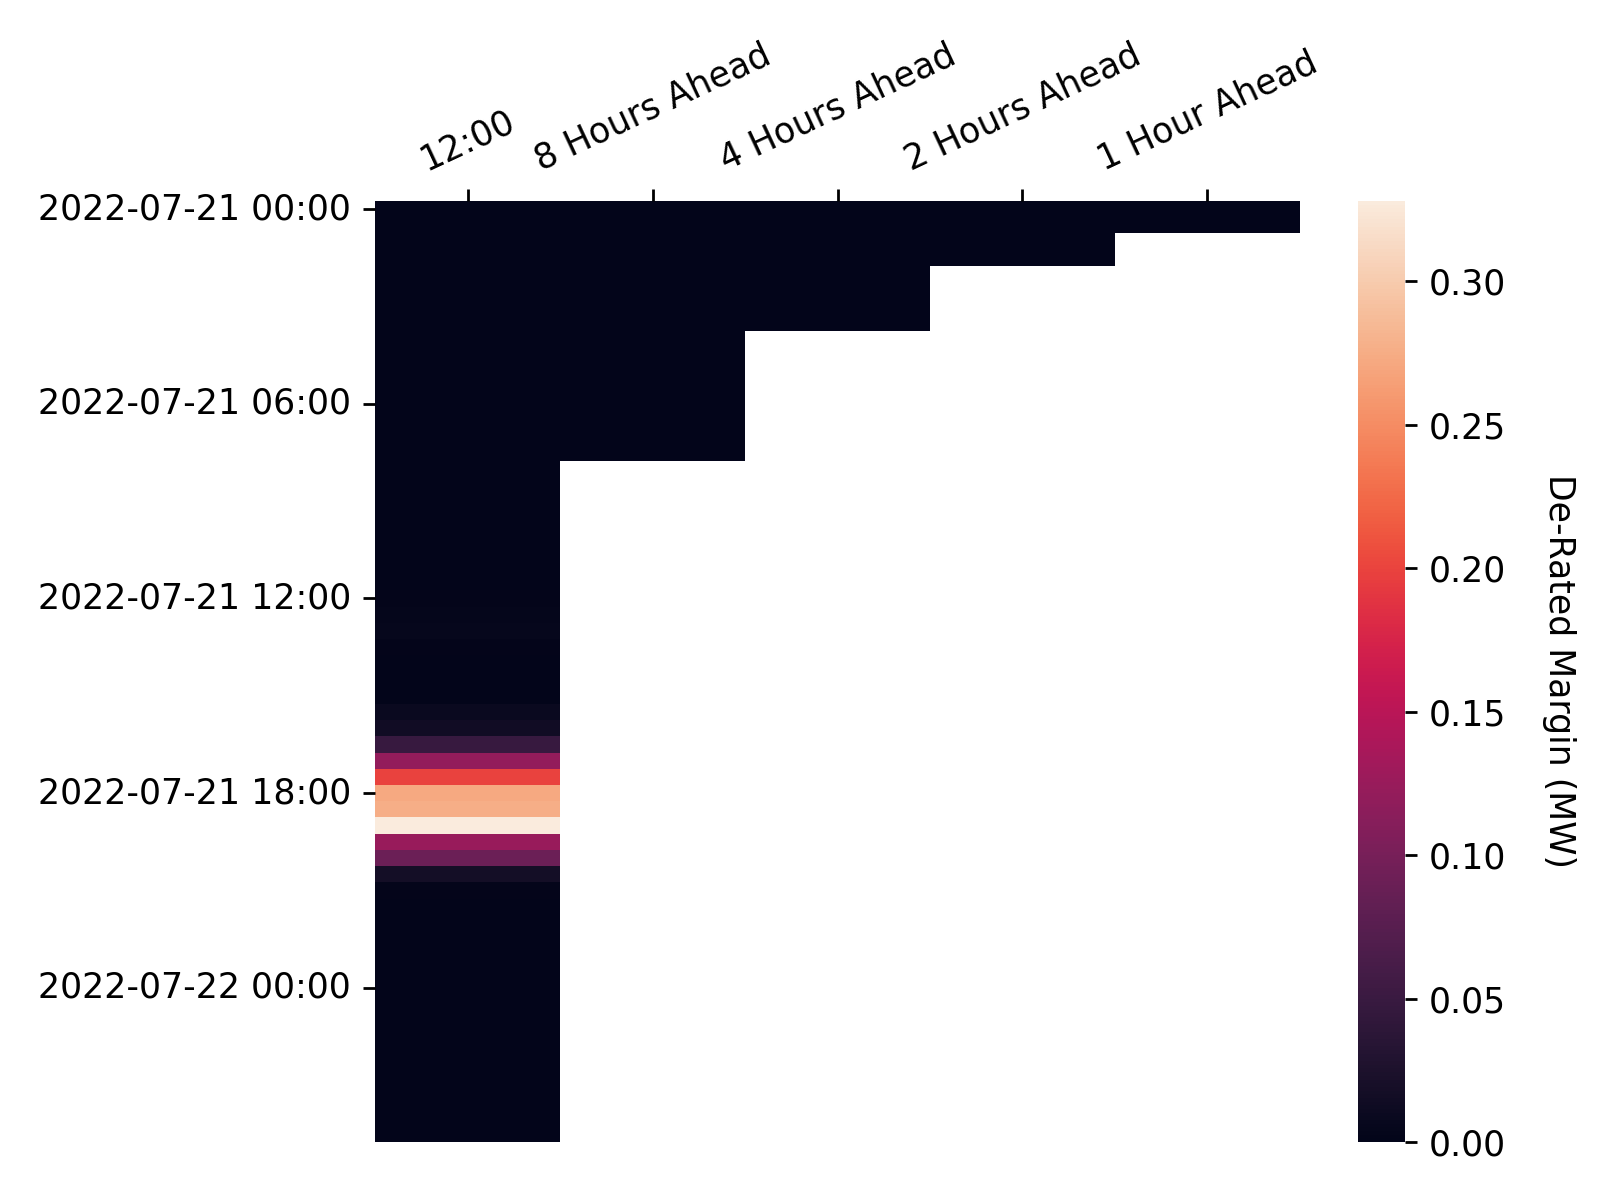 12:00
8 Hours Ahead
4 Hours Ahead
2 Hours Ahead
1 Hour Ahead
2022-07-21 00:00
2022-07-21 06:00
2022-07-21 12:00
2022-07-21 18:00
2022-07-22 00:00
0.30
0.25
0.20
0.15
0.10
0.05
0.00
De-Rated Margin (MW)